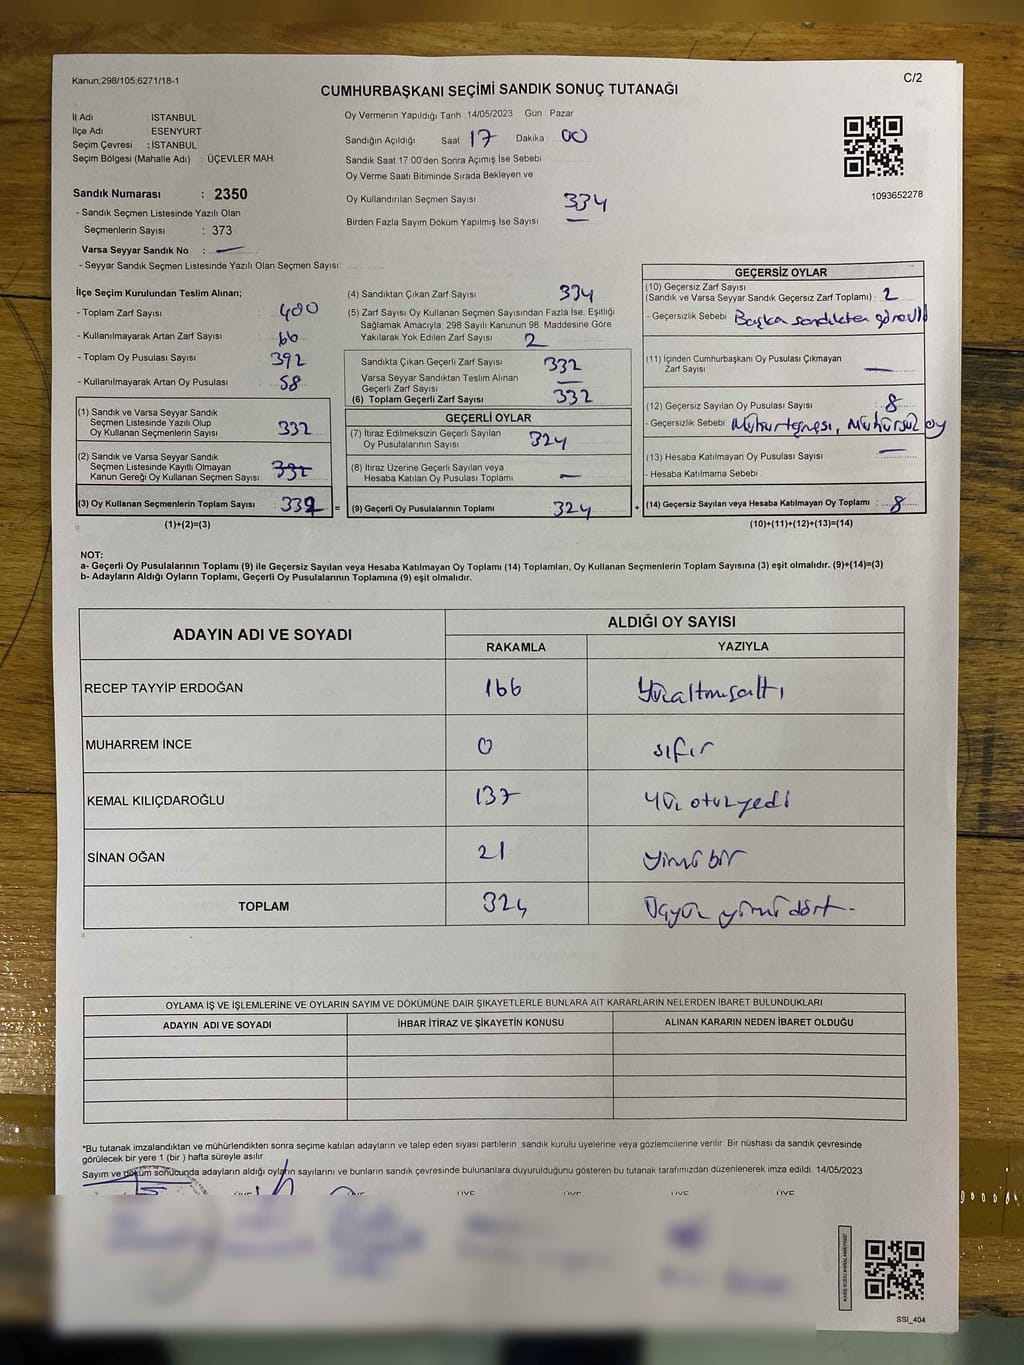 Kanun;298/105;6271/18-1
C/2
CUMHURBAŞKANI SEÇİMİ SANDIK SONUÇ TUTANAĞI
İl Adı : İSTANBUL
İlçe Adı : ESENYURT
Seçim Çevresi : İSTANBUL
Seçim Bölgesi (Mahalle Adı) : ÜÇEVLER MAH.
Sandık Numarası : 2350
- Sandık Seçmen Listesinde Yazılı Olan
Seçmenlerin Sayısı : 373
Varsa Seyyar Sandık No : —
- Seyyar Sandık Seçmen Listesinde Yazılı Olan Seçmen Sayısı:
Oy Vermenin Yapıldığı Tarih :14/05/2023 Gün : Pazar
Sandığın Açıldığı Saat 17 Dakika 00
Sandık Saat 17:00'den Sonra Açımış İse Sebebi
Oy Verme Saati Bitiminde Sırada Bekleyen ve
Oy Kullandırılan Seçmen Sayısı 334
Birden Fazla Sayım Döküm Yapılmış İse Sayısı —
1093652278
İlçe Seçim Kurulundan Teslim Alınan;
- Toplam Zarf Sayısı : 400
- Kullanılmayarak Artan Zarf Sayısı : 66
- Toplam Oy Pusulası Sayısı : 392
- Kullanılmayarak Artan Oy Pusulası : 58
(1) Sandık ve Varsa Seyyar Sandık
Seçmen Listesinde Yazılı Olup
Oy Kullanan Seçmenlerin Sayısı : 332
(2) Sandık ve Varsa Seyyar Sandık
Seçmen Listesinde Kayıtlı Olmayan
Kanun Gereği Oy Kullanan Seçmen Sayısı : 332
(3) Oy Kullanan Seçmenlerin Toplam Sayısı : 332 =
(1)+(2)=(3)
(4) Sandıktan Çıkan Zarf Sayısı : 334
(5) Zarf Sayısı Oy Kullanan Seçmen Sayısından Fazla İse, Eşitliği
Sağlamak Amacıyla; 298 Sayılı Kanunun 98. Maddesine Göre
Yakılarak Yok Edilen Zarf Sayısı : 2
Sandıkta Çıkan Geçerli Zarf Sayısı : 332
Varsa Seyyar Sandıktan Teslim Alınan
Geçerli Zarf Sayısı : —
(6) Toplam Geçerli Zarf Sayısı : 332
GEÇERLİ OYLAR
(7) İtiraz Edilmeksizin Geçerli Sayılan
Oy Pusulalarının Sayısı : 324
(8) İtiraz Üzerine Geçerli Sayılan veya
Hesaba Katılan Oy Pusulası Toplamı : —
(9) Geçerli Oy Pusulalarının Toplamı : 324 +
GEÇERSİZ OYLAR
(10) Geçersiz Zarf Sayısı
(Sandık ve Varsa Seyyar Sandık Geçersiz Zarf Toplamı) : 2
- Geçersizlik Sebebi : Başka sandıkta görevli
(11) İçinden Cumhurbaşkanı Oy Pusulası Çıkmayan
Zarf Sayısı : —
(12) Geçersiz Sayılan Oy Pusulası Sayısı : 8
- Geçersizlik Sebebi : Mühürsüz oy
(13) Hesaba Katılmayan Oy Pusulası Sayısı : —
- Hesaba Katılmama Sebebi :
(14) Geçersiz Sayılan veya Hesaba Katılmayan Oy Toplamı : 8
(10)+(11)+(12)+(13)=(14)
NOT:
a- Geçerli Oy Pusulalarının Toplamı (9) ile Geçersiz Sayılan veya Hesaba Katılmayan Oy Toplamı (14) Toplamları, Oy Kullanan Seçmenlerin Toplam Sayısına (3) eşit olmalıdır. (9)+(14)=(3)
b- Adayların Aldığı Oyların Toplamı, Geçerli Oy Pusulalarının Toplamına (9) eşit olmalıdır.
ADAYIN ADI VE SOYADI
ALDIĞI OY SAYISI
RAKAMLA YAZIYLA
RECEP TAYYİP ERDOĞAN 166 Yüzaltmışaltı
MUHARREM İNCE 0 sıfır
KEMAL KILIÇDAROĞLU 137 yüz otuzyedi
SİNAN OĞAN 21 yirmi bir
TOPLAM 324 Üçyüz yirmi dört -
OYLAMA İŞ VE İŞLEMLERİNE VE OYLARIN SAYIM VE DÖKÜMÜNE DAİR ŞİKAYETLERLE BUNLARA AİT KARARLARIN NELERDEN İBARET BULUNDUKLARI
ADAYIN ADI VE SOYADI İHBAR İTİRAZ VE ŞİKAYETİN KONUSU ALINAN KARARIN NEDEN İBARET OLDUĞU
*Bu tutanak imzalandıktan ve mühürlendikten sonra seçime katılan adayların ve talep eden siyasi partilerin sandık kurulu üyelerine veya gözlemcilerine verilir. Bir nüshası da sandık çevresinde
görülecek bir yere 1 (bir ) hafta süreyle asılır.
Sayım ve döküm sonucunda adayların aldığı oyların sayılarını ve bunların sandık çevresinde bulunanlara duyurulduğunu gösteren bu tutanak tarafımızdan düzenlenerek imza edildi. 14/05/2023
ÜYE ÜYE ÜYE ÜYE ÜYE ÜYE
SSI_404